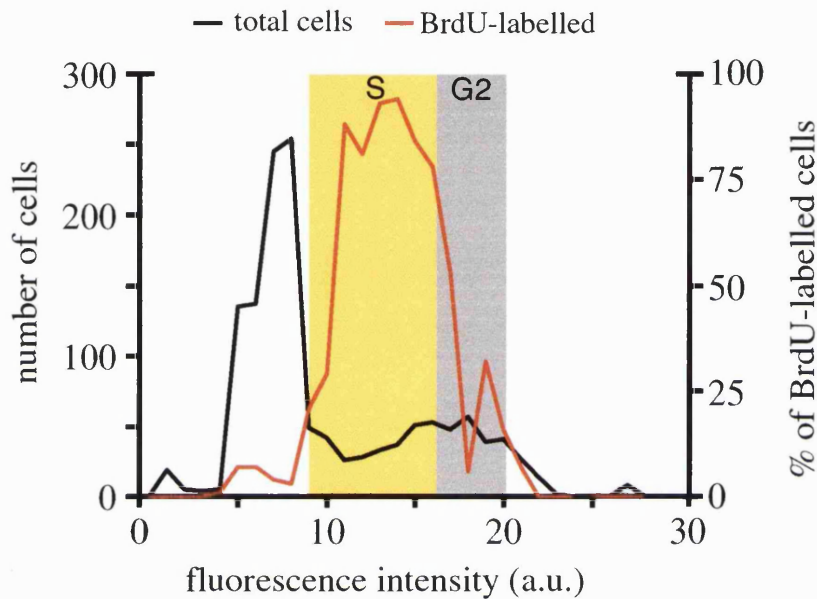 total cells BrdU-labelled
300
200
100
0
number of cells
S G2
100
75
50
25
0
% of BrdU-labelled cells
0 10 20 30
fluorescence intensity (a.u.)